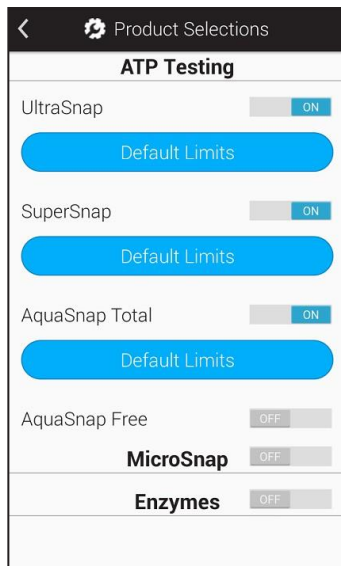 Product Selections
ATP Testing
UltraSnap ON
Default Limits
SuperSnap ON
Default Limits
AquaSnap Total ON
Default Limits
AquaSnap Free OFF
MicroSnap OFF
Enzymes OFF